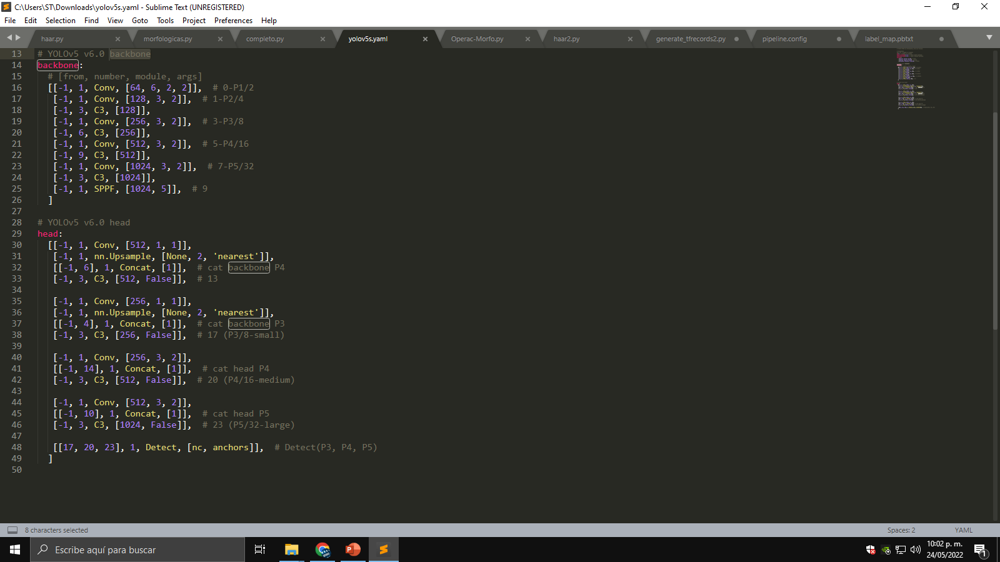 C:\Users\ST\Downloads\yolov5s.yaml - Sublime Text (UNREGISTERED)
File Edit Selection Find View Goto Tools Project Preferences Help
haar.py morfologicas.py completo.py yolov5s.yaml Operac-Morfo.py haar2.py generate_tfrecords2.py pipeline.config label_map.pbtxt
13 # YOLOv5 v6.0 backbone
14 backbone:
15 # [from, number, module, args]
16 [[-1, 1, Conv, [64, 6, 2, 2]], # 0-P1/2
17 [-1, 1, Conv, [128, 3, 2]], # 1-P2/4
18 [-1, 3, C3, [128]],
19 [-1, 1, Conv, [256, 3, 2]], # 3-P3/8
20 [-1, 6, C3, [256]],
21 [-1, 1, Conv, [512, 3, 2]], # 5-P4/16
22 [-1, 9, C3, [512]],
23 [-1, 1, Conv, [1024, 3, 2]], # 7-P5/32
24 [-1, 3, C3, [1024]],
25 [-1, 1, SPPF, [1024, 5]], # 9
26 ]
27
28 # YOLOv5 v6.0 head
29 head:
30 [[-1, 1, Conv, [512, 1, 1]],
31 [-1, 1, nn.Upsample, [None, 2, 'nearest']],
32 [[-1, 6], 1, Concat, [1]], # cat backbone P4
33 [-1, 3, C3, [512, False]], # 13
34
35 [-1, 1, Conv, [256, 1, 1]],
36 [-1, 1, nn.Upsample, [None, 2, 'nearest']],
37 [[-1, 4], 1, Concat, [1]], # cat backbone P3
38 [-1, 3, C3, [256, False]], # 17 (P3/8-small)
39
40 [-1, 1, Conv, [256, 3, 2]],
41 [[-1, 14], 1, Concat, [1]], # cat head P4
42 [-1, 3, C3, [512, False]], # 20 (P4/16-medium)
43
44 [-1, 1, Conv, [512, 3, 2]],
45 [[-1, 10], 1, Concat, [1]], # cat head P5
46 [-1, 3, C3, [1024, False]], # 23 (P5/32-large)
47
48 [[17, 20, 23], 1, Detect, [nc, anchors]], # Detect(P3, P4, P5)
49 ]
50
8 characters selected Spaces: 2 YAML
Escribe aquí para buscar
10:02 p. m.
24/05/2022
1